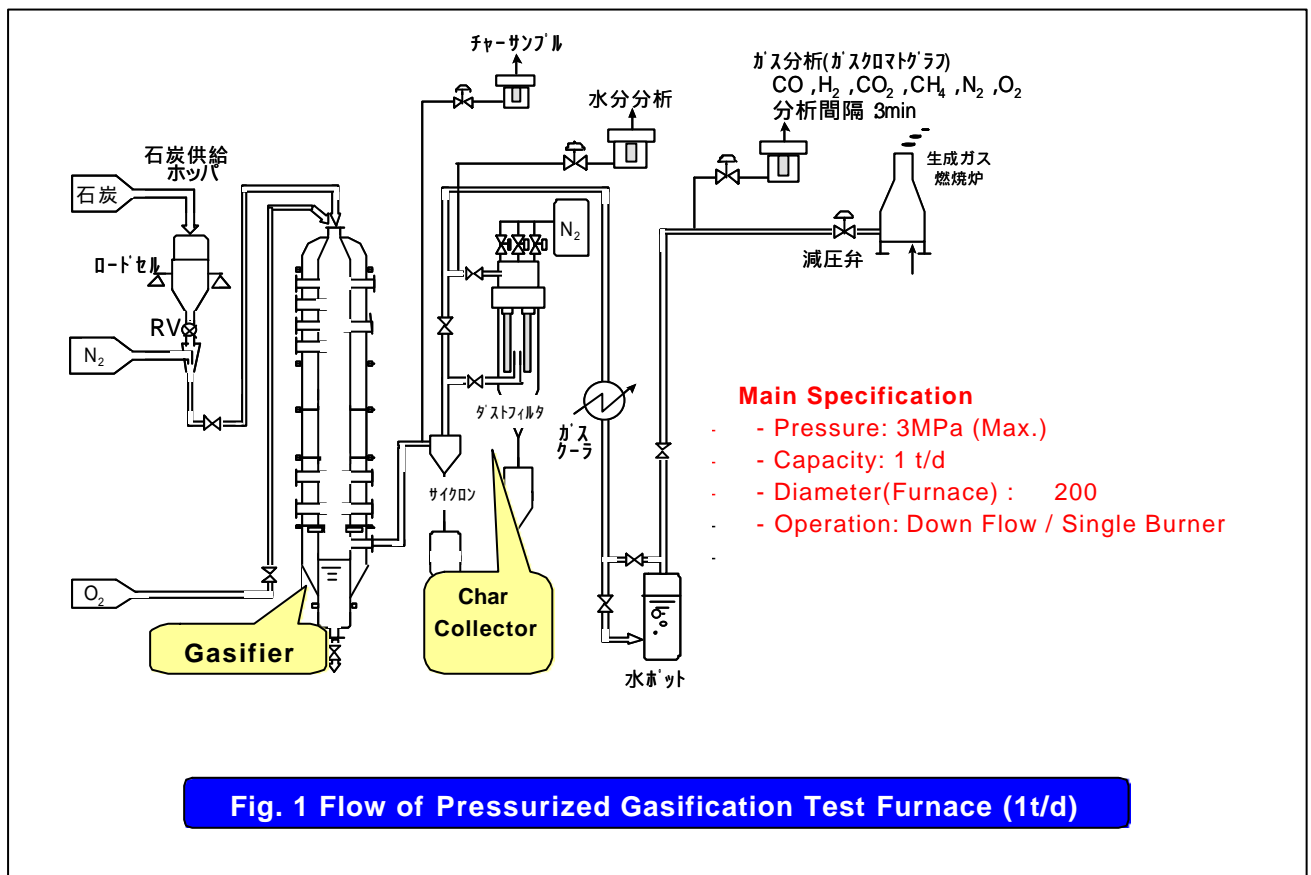 チャーサンプル
水分分析
ガス分析(ガスクロマトグラフ)
CO ,H₂ ,CO₂ ,CH₄ ,N₂ ,O₂
分析間隔 3min
生成ガス
燃焼炉
石炭供給
ホッパ
石炭
N₂
ロードセル
減圧弁
RV
N₂
Main Specification
- - Pressure: 3MPa (Max.)
- - Capacity: 1 t/d
- - Diameter(Furnace) : 200
- - Operation: Down Flow / Single Burner
-
ダストフィルタ
ガス
クーラ
サイクロン
O₂
Gasifier
Char
Collector
水ポット
Fig. 1 Flow of Pressurized Gasification Test Furnace (1t/d)